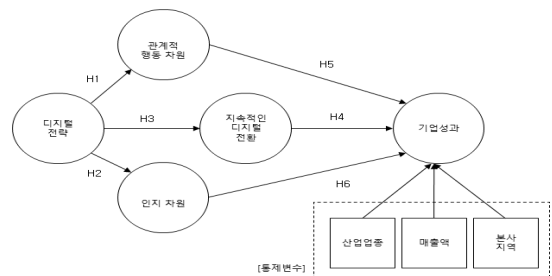 관계적
행동 차원
H1
H5
디지털
전략
H3
지속적인
디지털
전환
H4
기업성과
H2
인지 차원
H6
산업업종
매출액
본사
지역
[통제변수]